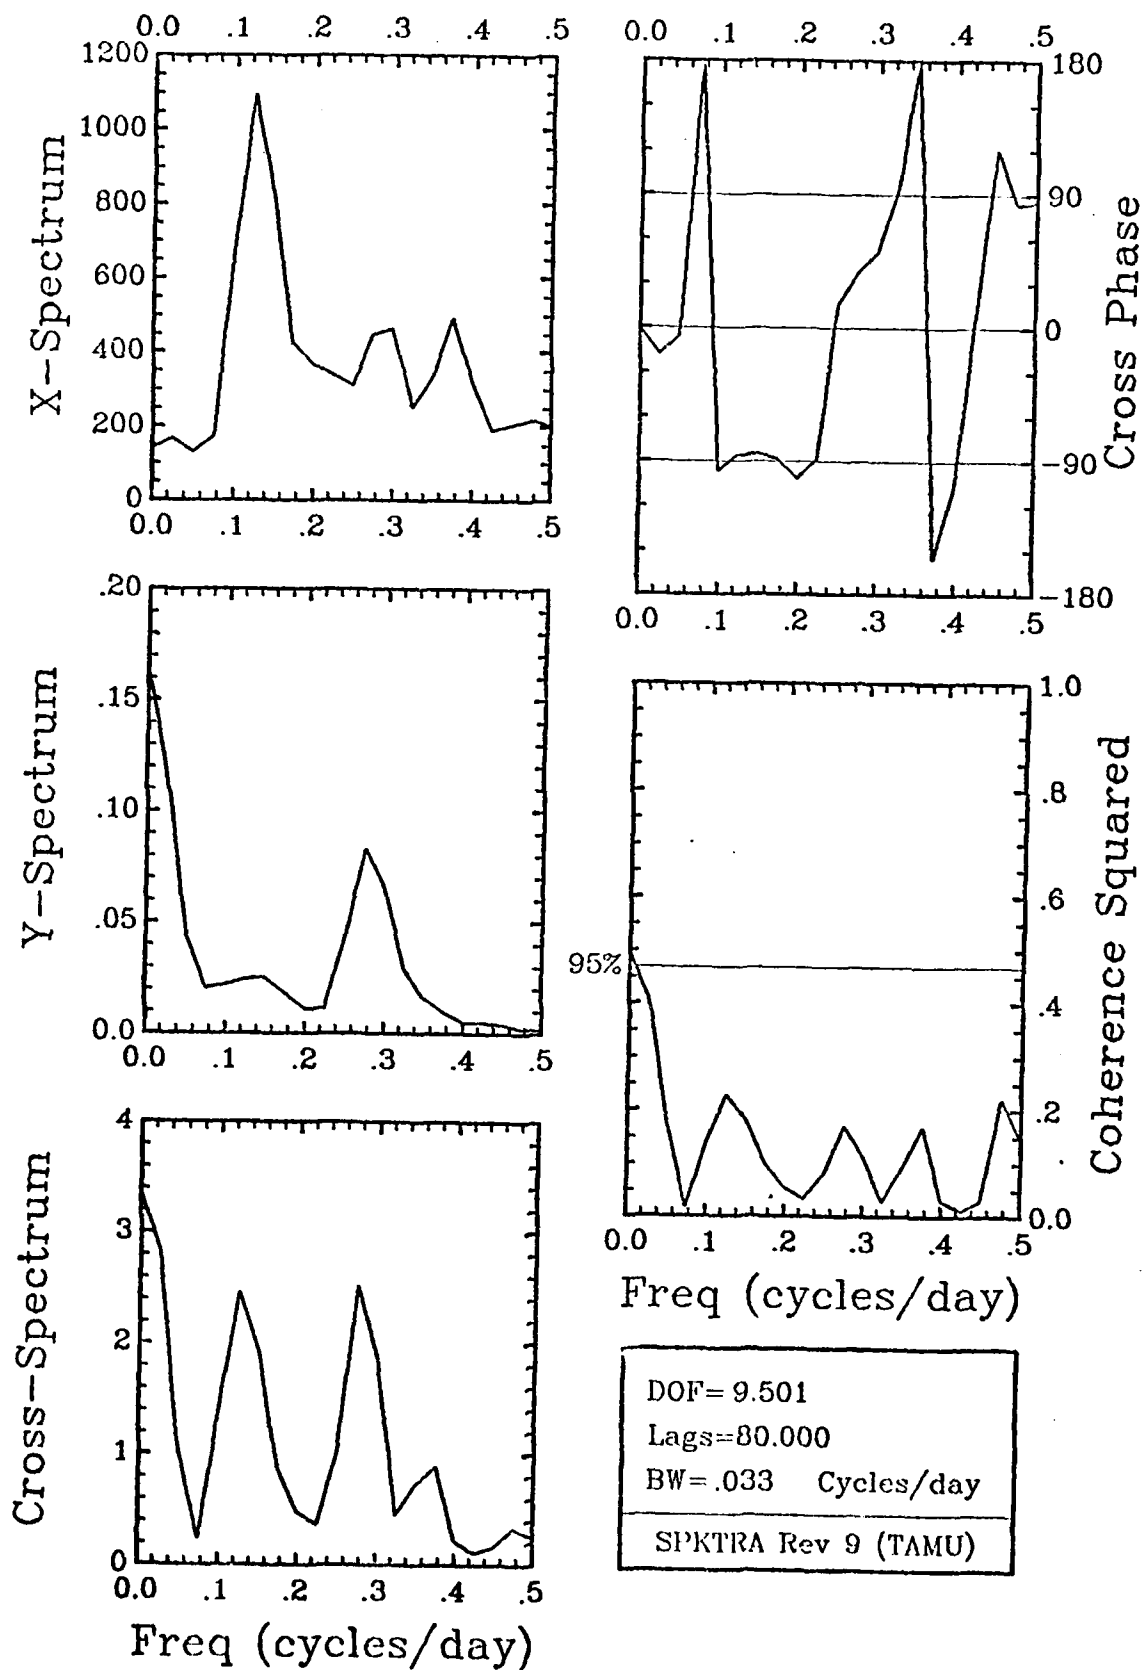 0.0 .1 .2 .3 .4 .5
1200
1000
800
600
400
200
0
X-Spectrum
0.0 .1 .2 .3 .4 .5
0.0 .1 .2 .3 .4 .5
180
90
0
-90
-180
Cross Phase
0.0 .1 .2 .3 .4 .5
.20
.15
.10
.05
0.0
Y-Spectrum
0.0 .1 .2 .3 .4 .5
1.0
.8
.6
.4
.2
0.0
95%
Coherence Squared
0.0 .1 .2 .3 .4 .5
Freq (cycles/day)
4
3
2
1
0
Cross-Spectrum
0.0 .1 .2 .3 .4 .5
Freq (cycles/day)
DOF= 9.501
Lags=80.000
BW= .033 Cycles/day
SPKTRA Rev 9 (TAMU)